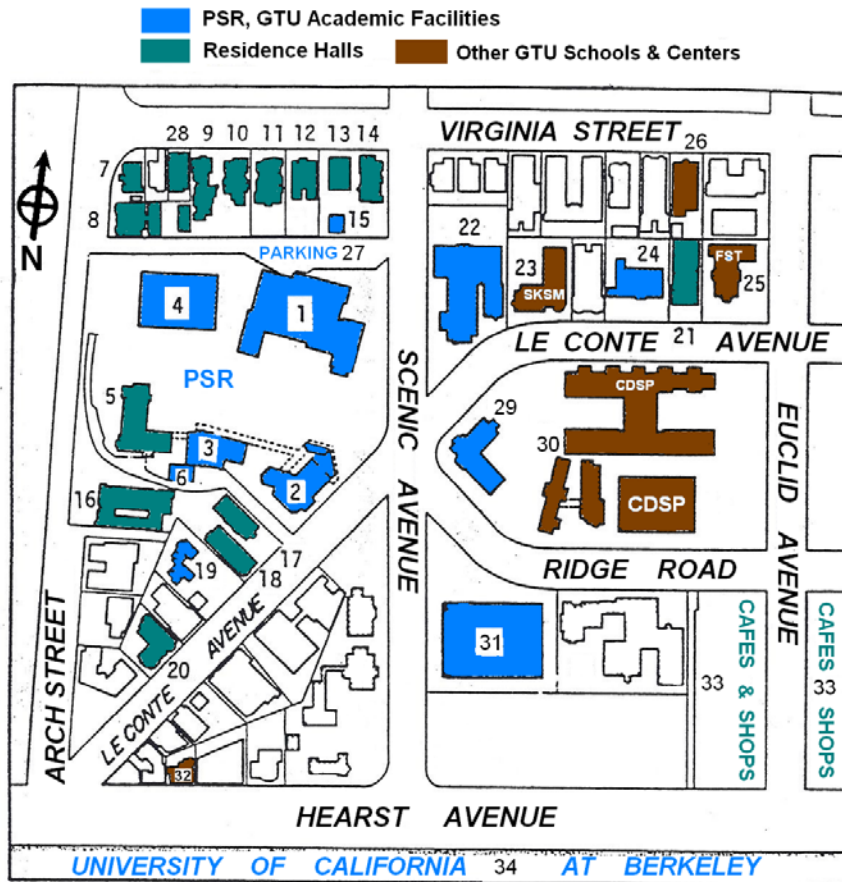 PSR, GTU Academic Facilities
Residence Halls
Other GTU Schools & Centers
VIRGINIA STREET
26
28 9 10 11 12 13 14
7
8
15
N
PARKING 27
22
23
SKSM
24
FST
25
4
1
LE CONTE 21 AVENUE
PSR
SCENIC AVENUE
5
3
6
2
29
CDSP
30
CDSP
EUCLID AVENUE
16
17
18
19
20
RIDGE ROAD
ARCH STREET
LE CONTE AVENUE
31
33
CAFES & SHOPS
CAFES 33 SHOPS
32
HEARST AVENUE
UNIVERSITY OF CALIFORNIA 34 AT BERKELEY